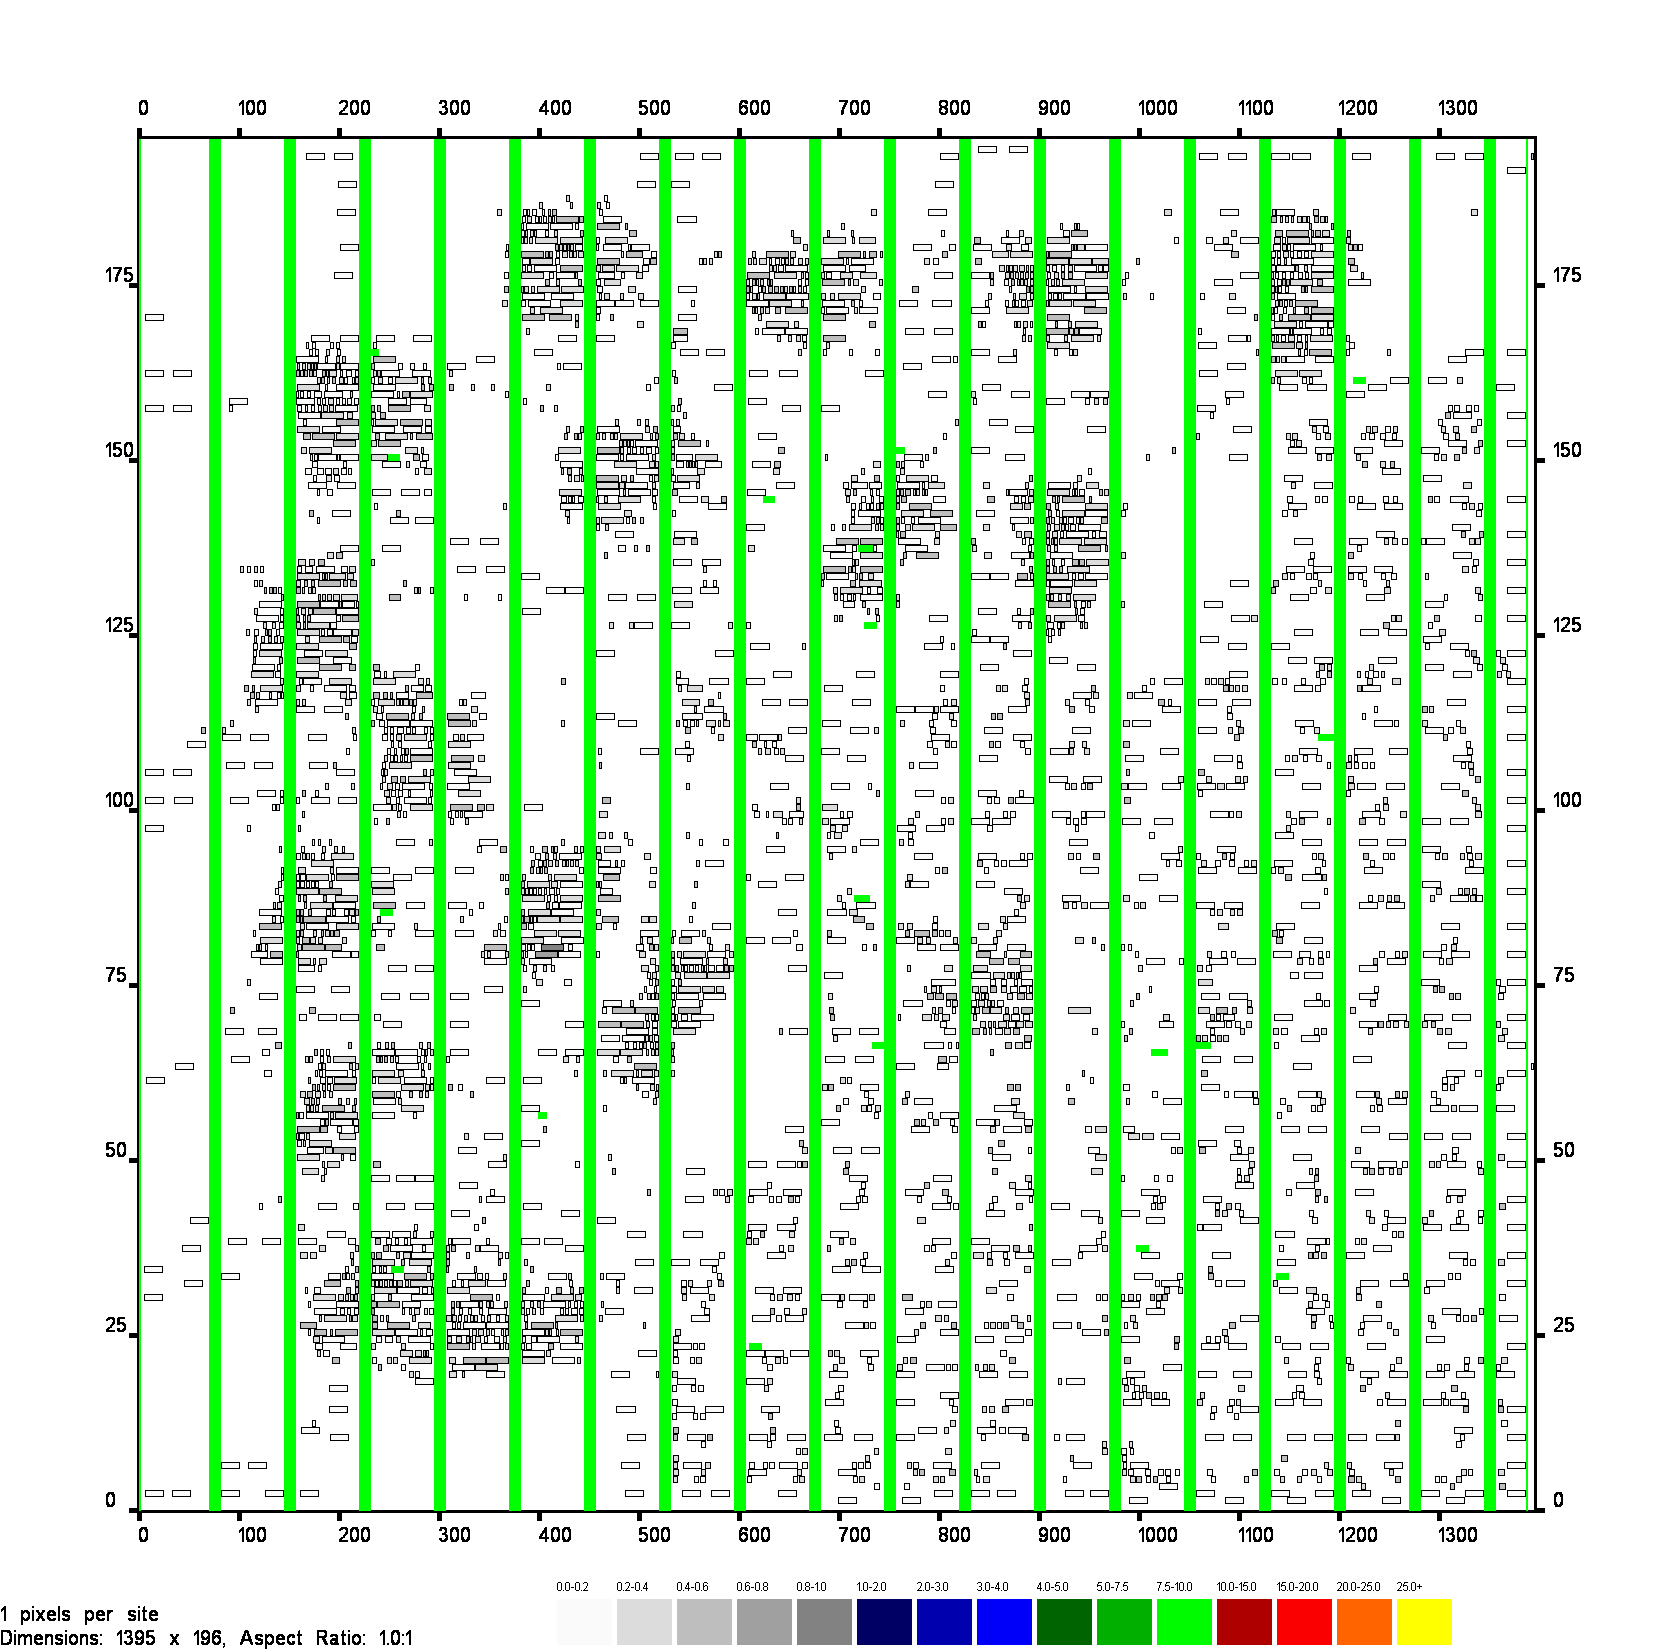 0 100 200 300 400 500 600 700 800 900 1000 1100 1200 1300
175 175
150 150
125 125
100 100
75 75
50 50
25 25
0 0
0 100 200 300 400 500 600 700 800 900 1000 1100 1200 1300
0.0-0.2 0.2-0.4 0.4-0.6 0.6-0.8 0.8-1.0 1.0-2.0 2.0-3.0 3.0-4.0 4.0-5.0 5.0-7.5 7.5-10.0 10.0-15.0 15.0-20.0 20.0-25.0 25.0+
1 pixels per site
Dimensions: 1395 x 196, Aspect Ratio: 1.0:1